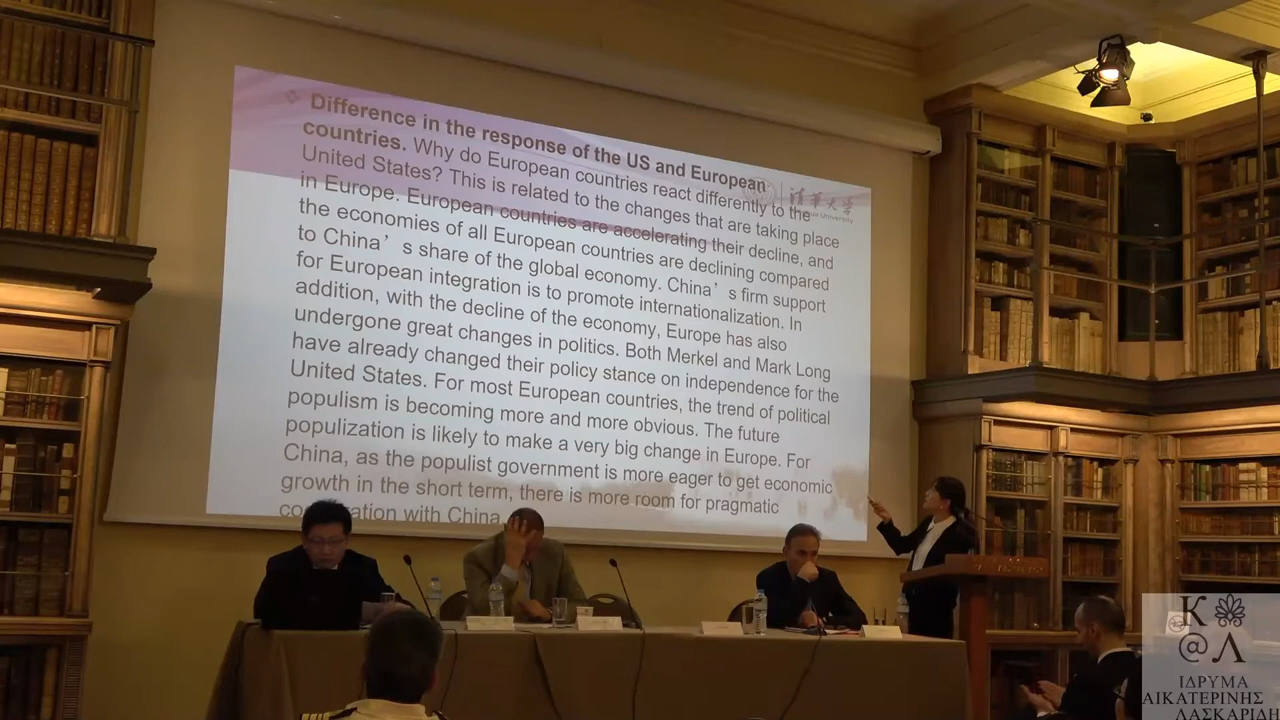 Difference in the response of the US and European
countries. Why do European countries react differently to the
United States? This is related to the changes that are taking place
in Europe. European countries are accelerating their decline, and
the economies of all European countries are declining compared
to China’s share of the global economy. China’s firm support
for European integration is to promote internationalization. In
addition, with the decline of the economy, Europe has also
undergone great changes in politics. Both Merkel and Mark Long
have already changed their policy stance on independence for the
United States. For most European countries, the trend of political
populism is becoming more and more obvious. The future
populization is likely to make a very big change in Europe. For
China, as the populist government is more eager to get economic
growth in the short term, there is more room for pragmatic
with China.
清华大学
University
Κ
@Λ
ΙΔΡΥΜΑ
ΑΙΚΑΤΕΡΙΝΗΣ
ΛΑΣΚΑΡΙΔΗ